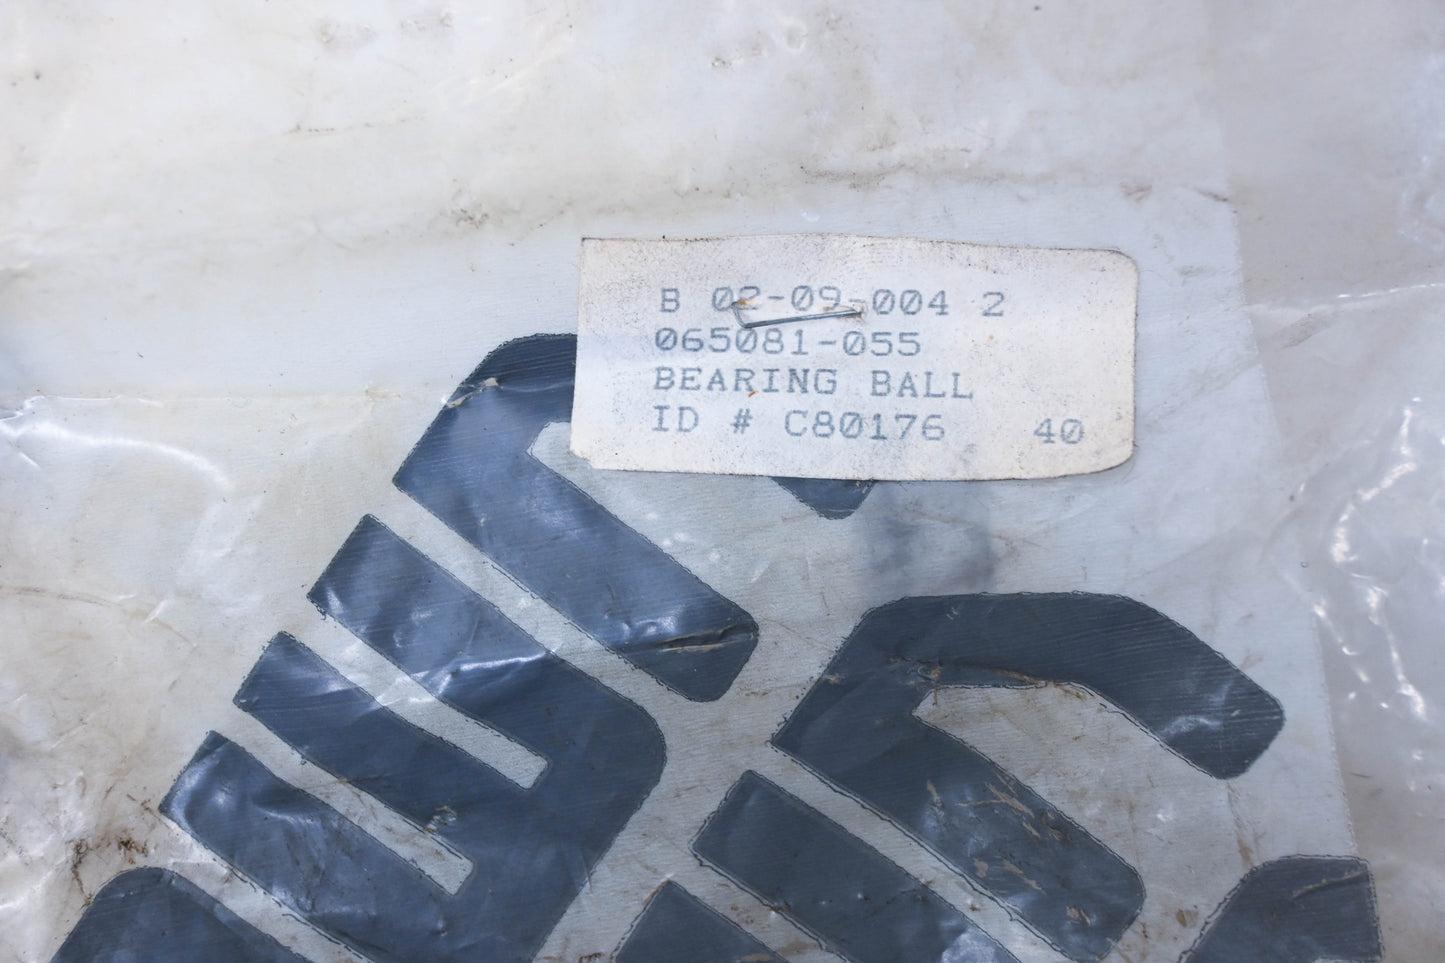 B 02-09-004 2
065081-055
BEARING BALL
ID # C80176 40